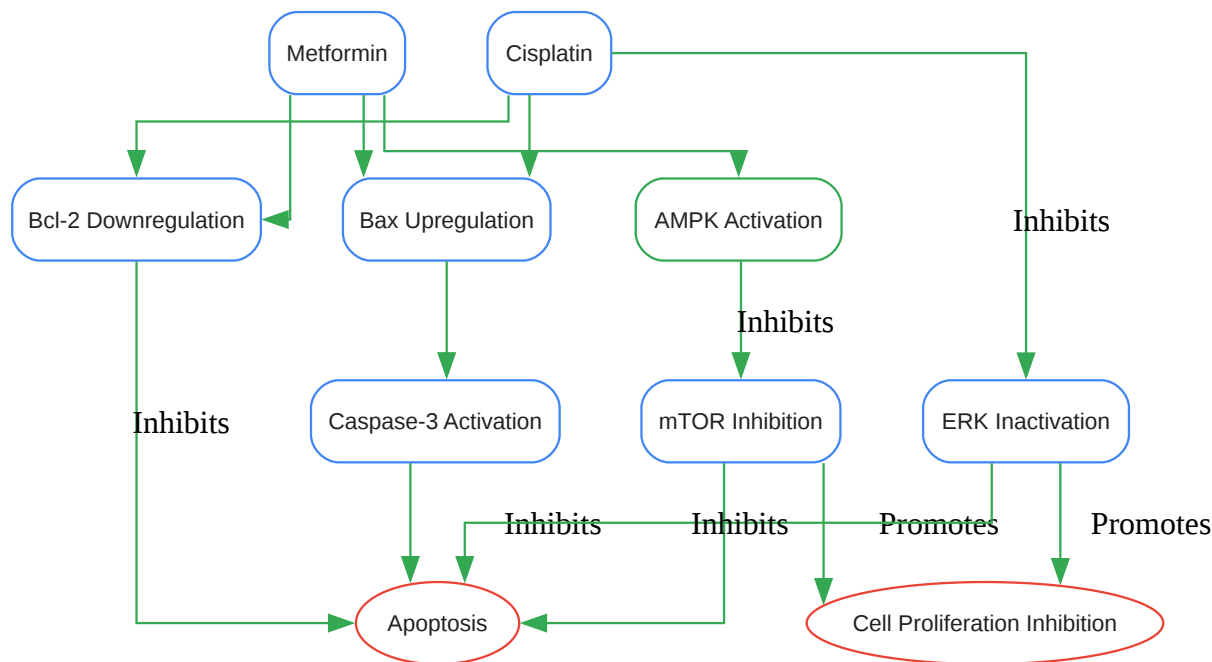 Metformin
Cisplatin
Bcl-2 Downregulation
Bax Upregulation
AMPK Activation
Inhibits
Inhibits
Caspase-3 Activation
mTOR Inhibition
ERK Inactivation
Inhibits
Inhibits
Inhibits
Promotes
Promotes
Apoptosis
Cell Proliferation Inhibition